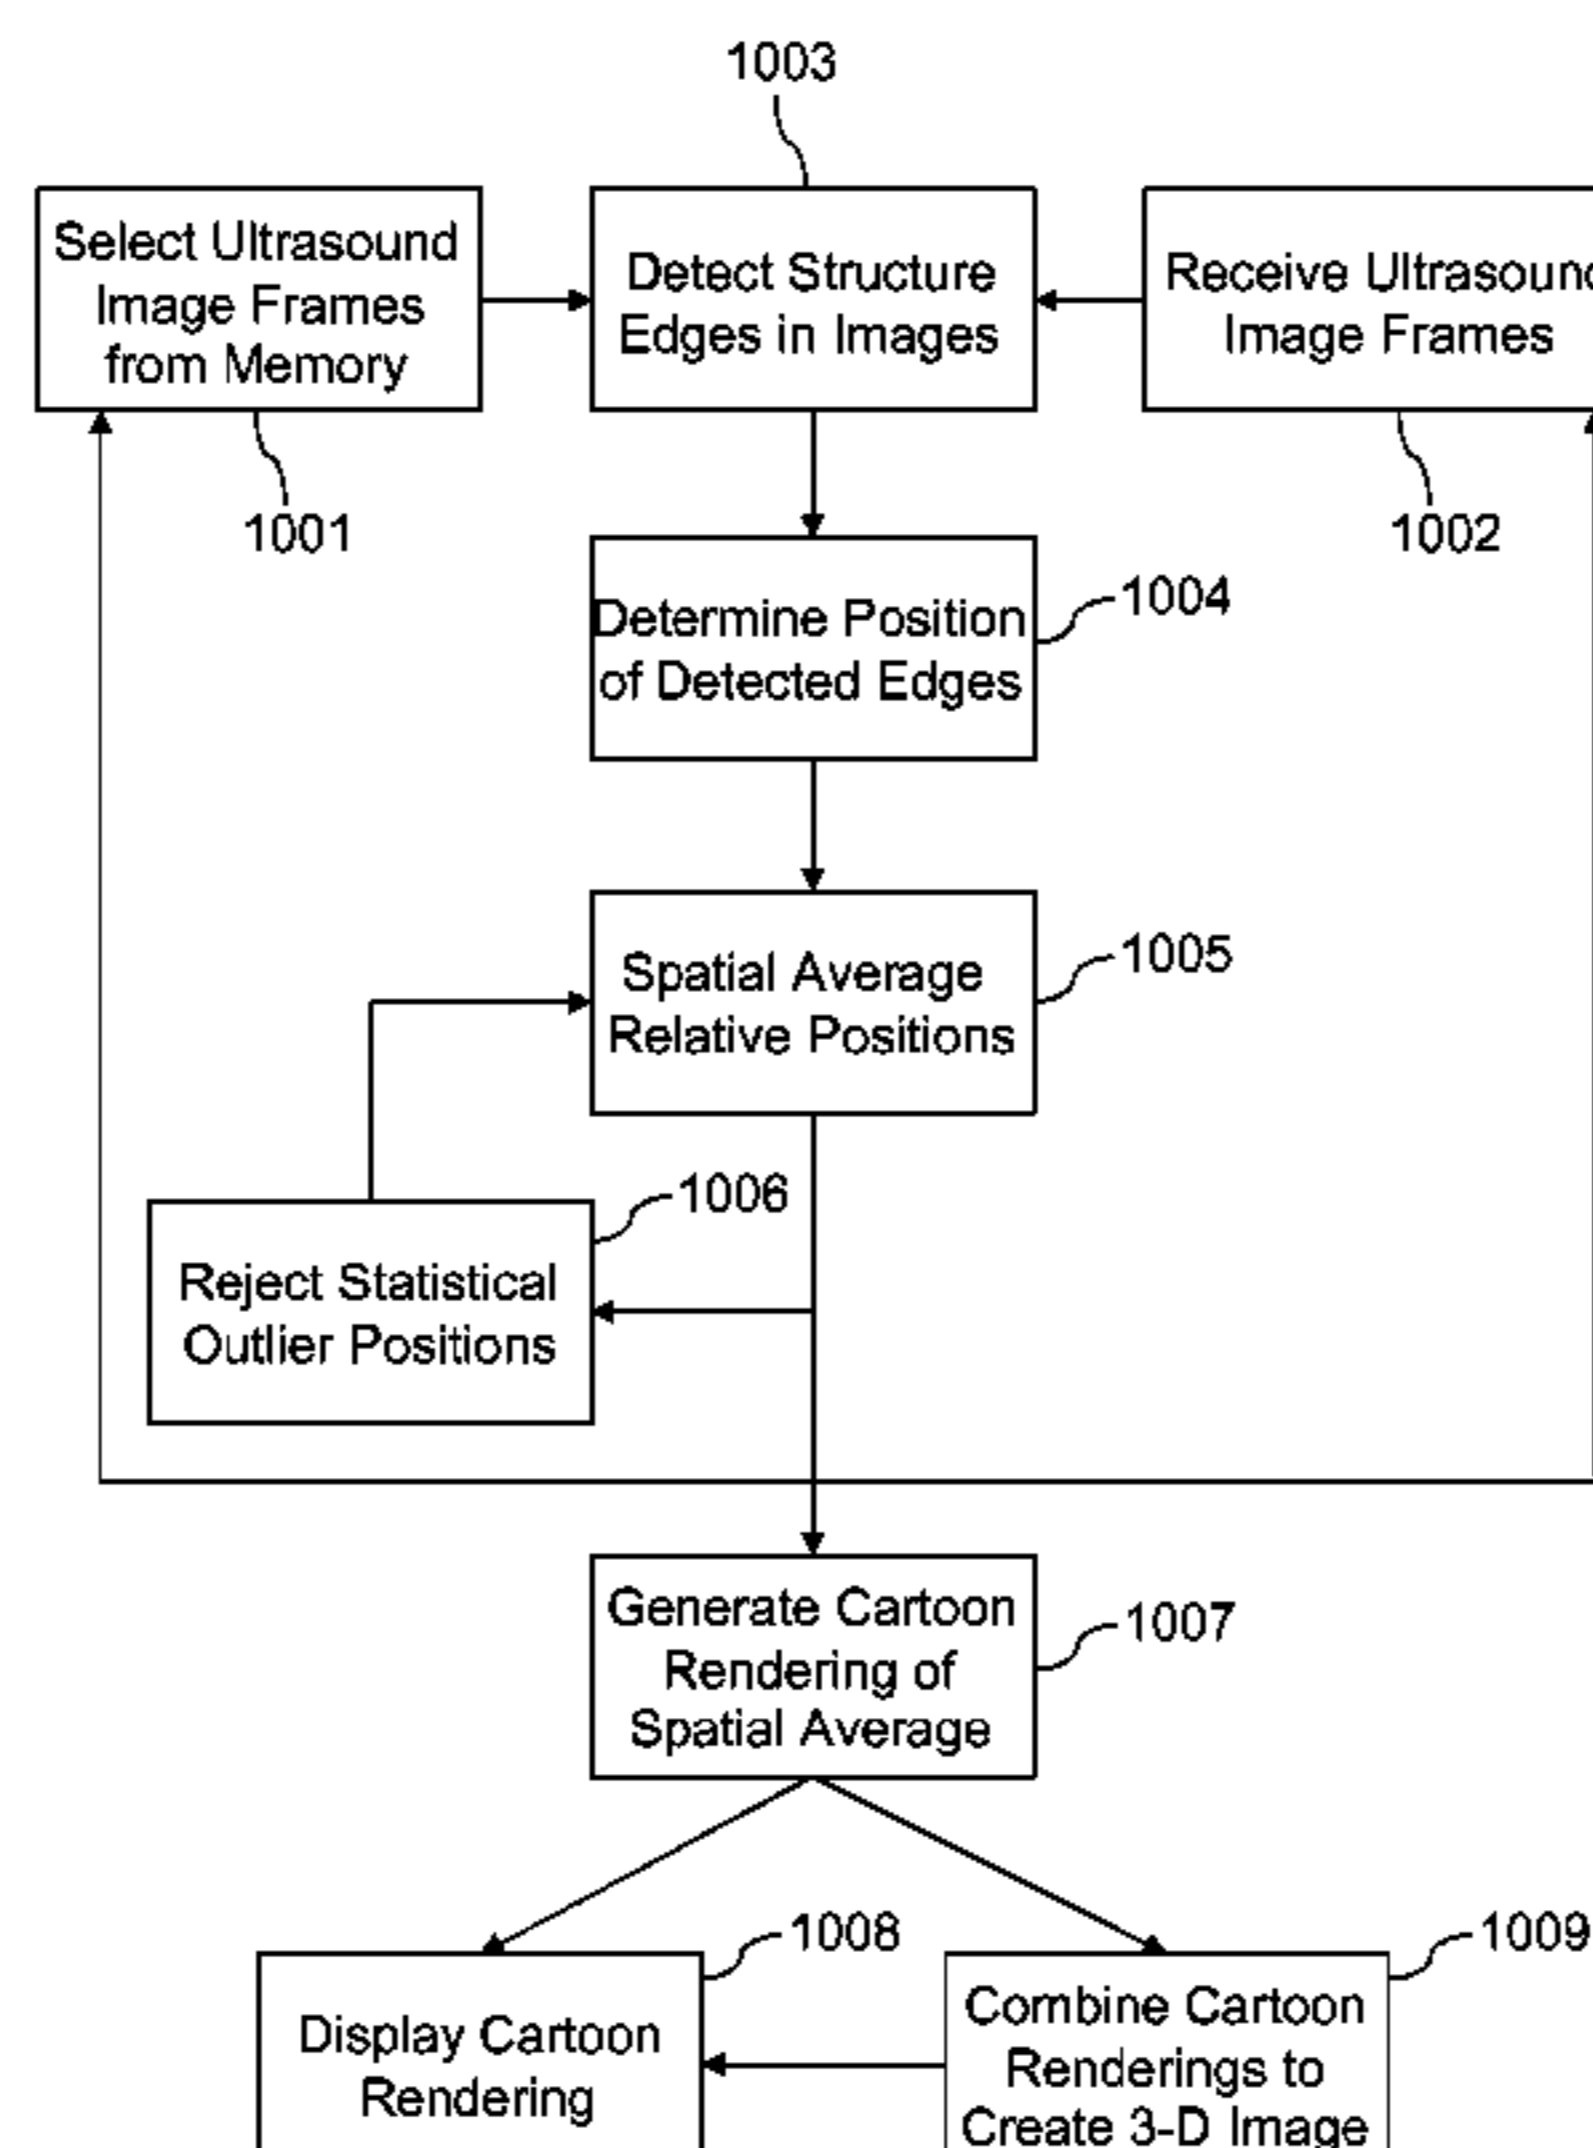 1003
Select Ultrasound
Image Frames
from Memory
Detect Structure
Edges in Images
Receive Ultrasound
Image Frames
1001
1002
Determine Position
of Detected Edges
1004
Spatial Average
Relative Positions
1005
1006
Reject Statistical
Outlier Positions
Generate Cartoon
Rendering of
Spatial Average
1007
1008
1009
Display Cartoon
Rendering
Combine Cartoon
Renderings to
Create 3-D Image